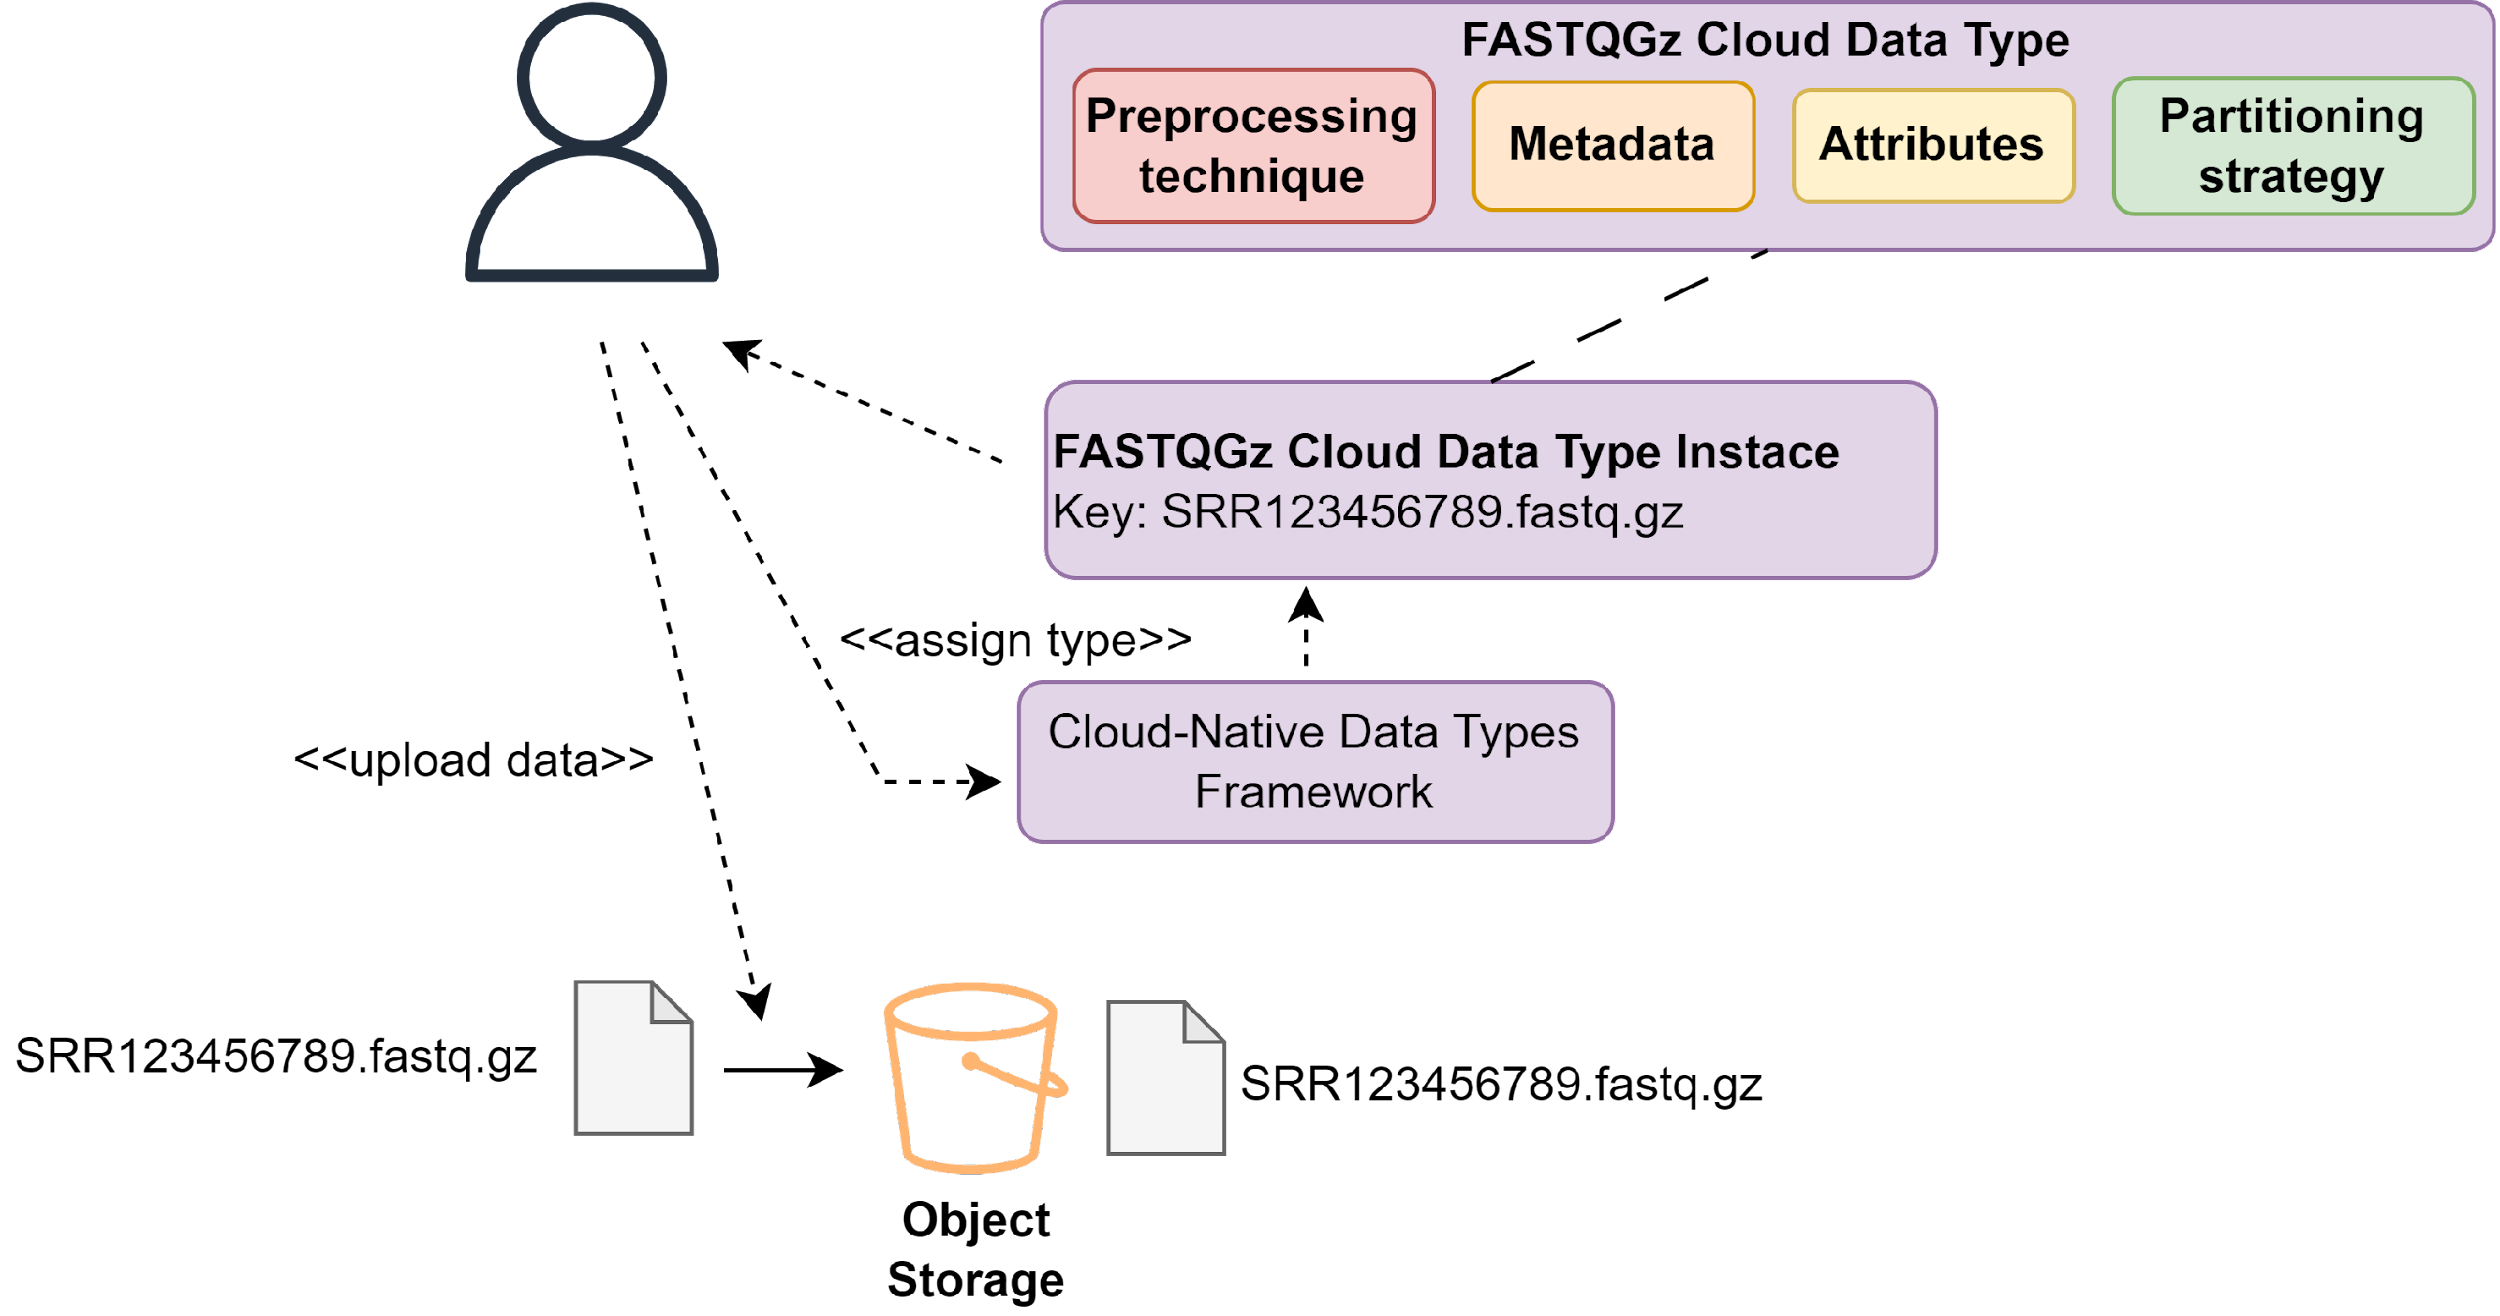 FASTQGz Cloud Data Type
Preprocessing
technique
Metadata
Attributes
Partitioning
strategy
FASTQGz Cloud Data Type Instace
Key: SRR123456789.fastq.gz
<<assign type>>
Cloud-Native Data Types
Framework
<<upload data>>
SRR123456789.fastq.gz
SRR123456789.fastq.gz
Object
Storage